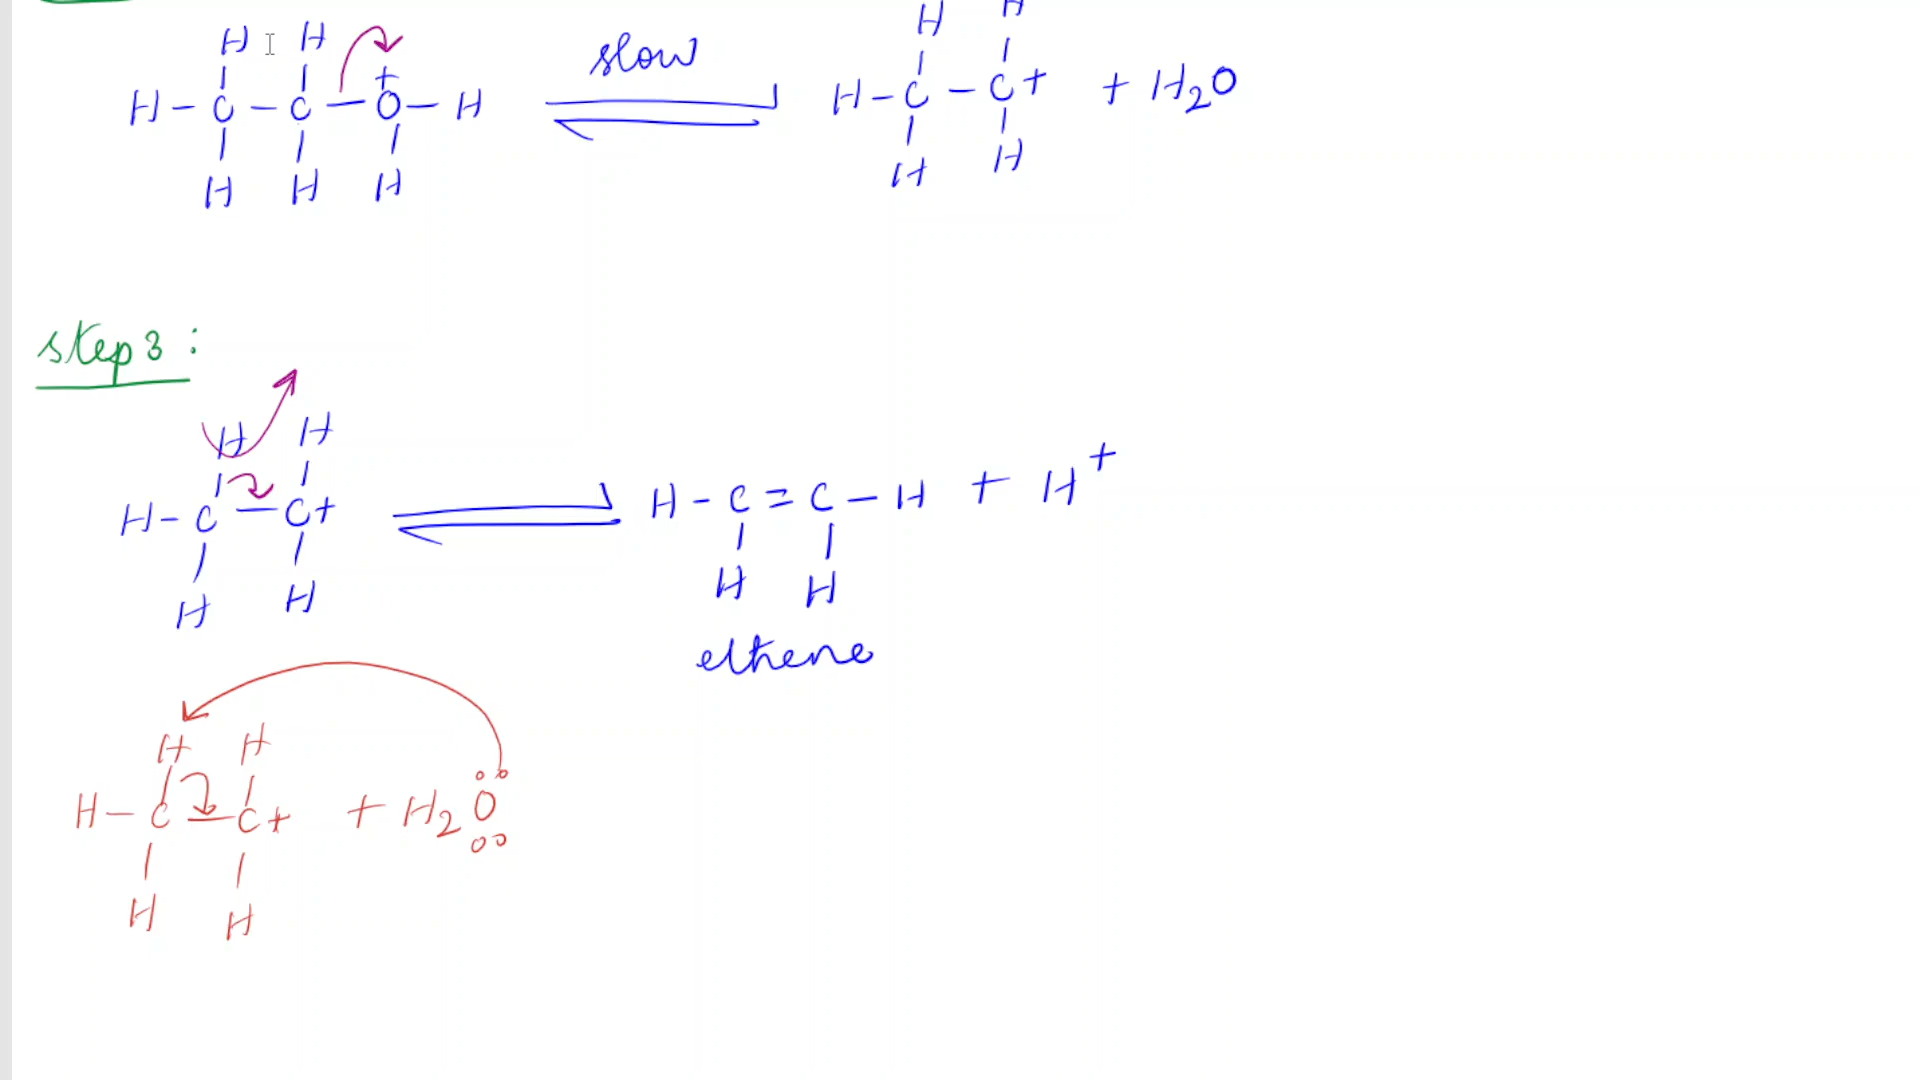 H H H H
H - C - C - O⁺ - H slow ⇌ H - C - C+ + H₂O
H H H H H
step 3 :
H H
H - C - C+ ⇌ H - C = C - H + H⁺
H H H H
ethene
H H
H - C - C+ + H₂O
H H